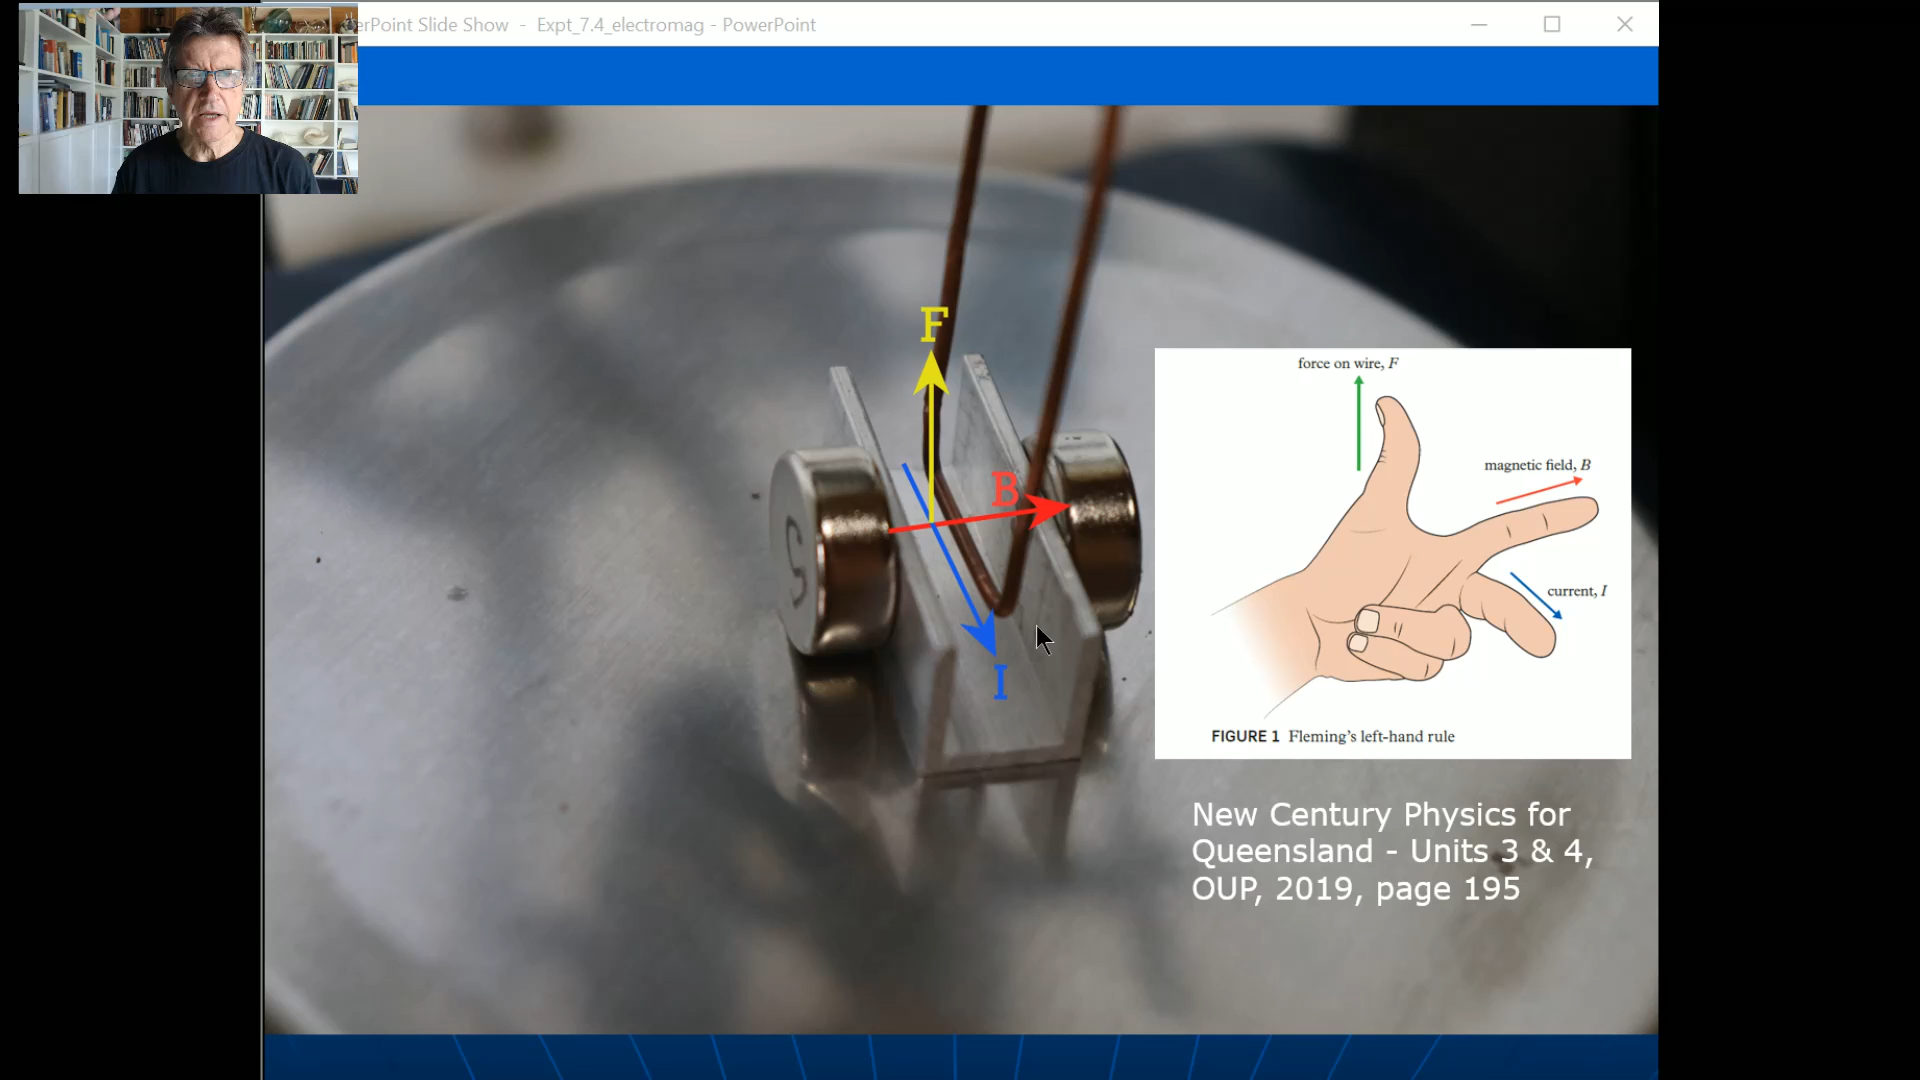 erPoint Slide Show - Expt_7.4_electromag - PowerPoint
F
B
S
I
force on wire, F
magnetic field, B
current, I
FIGURE 1 Fleming's left-hand rule
New Century Physics for
Queensland - Units 3 & 4,
OUP, 2019, page 195